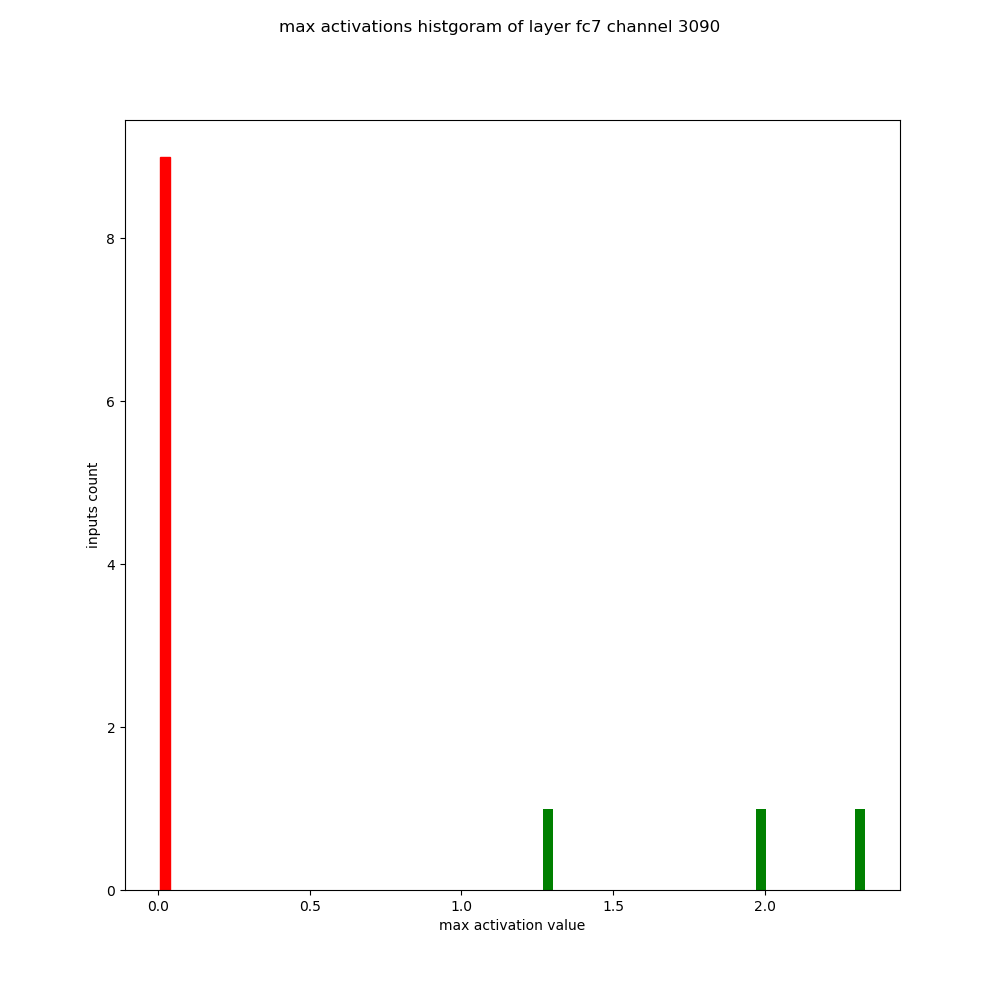 max activations histgoram of layer fc7 channel 3090
8
6
4
2
0
inputs count
0.0 0.5 1.0 1.5 2.0
max activation value